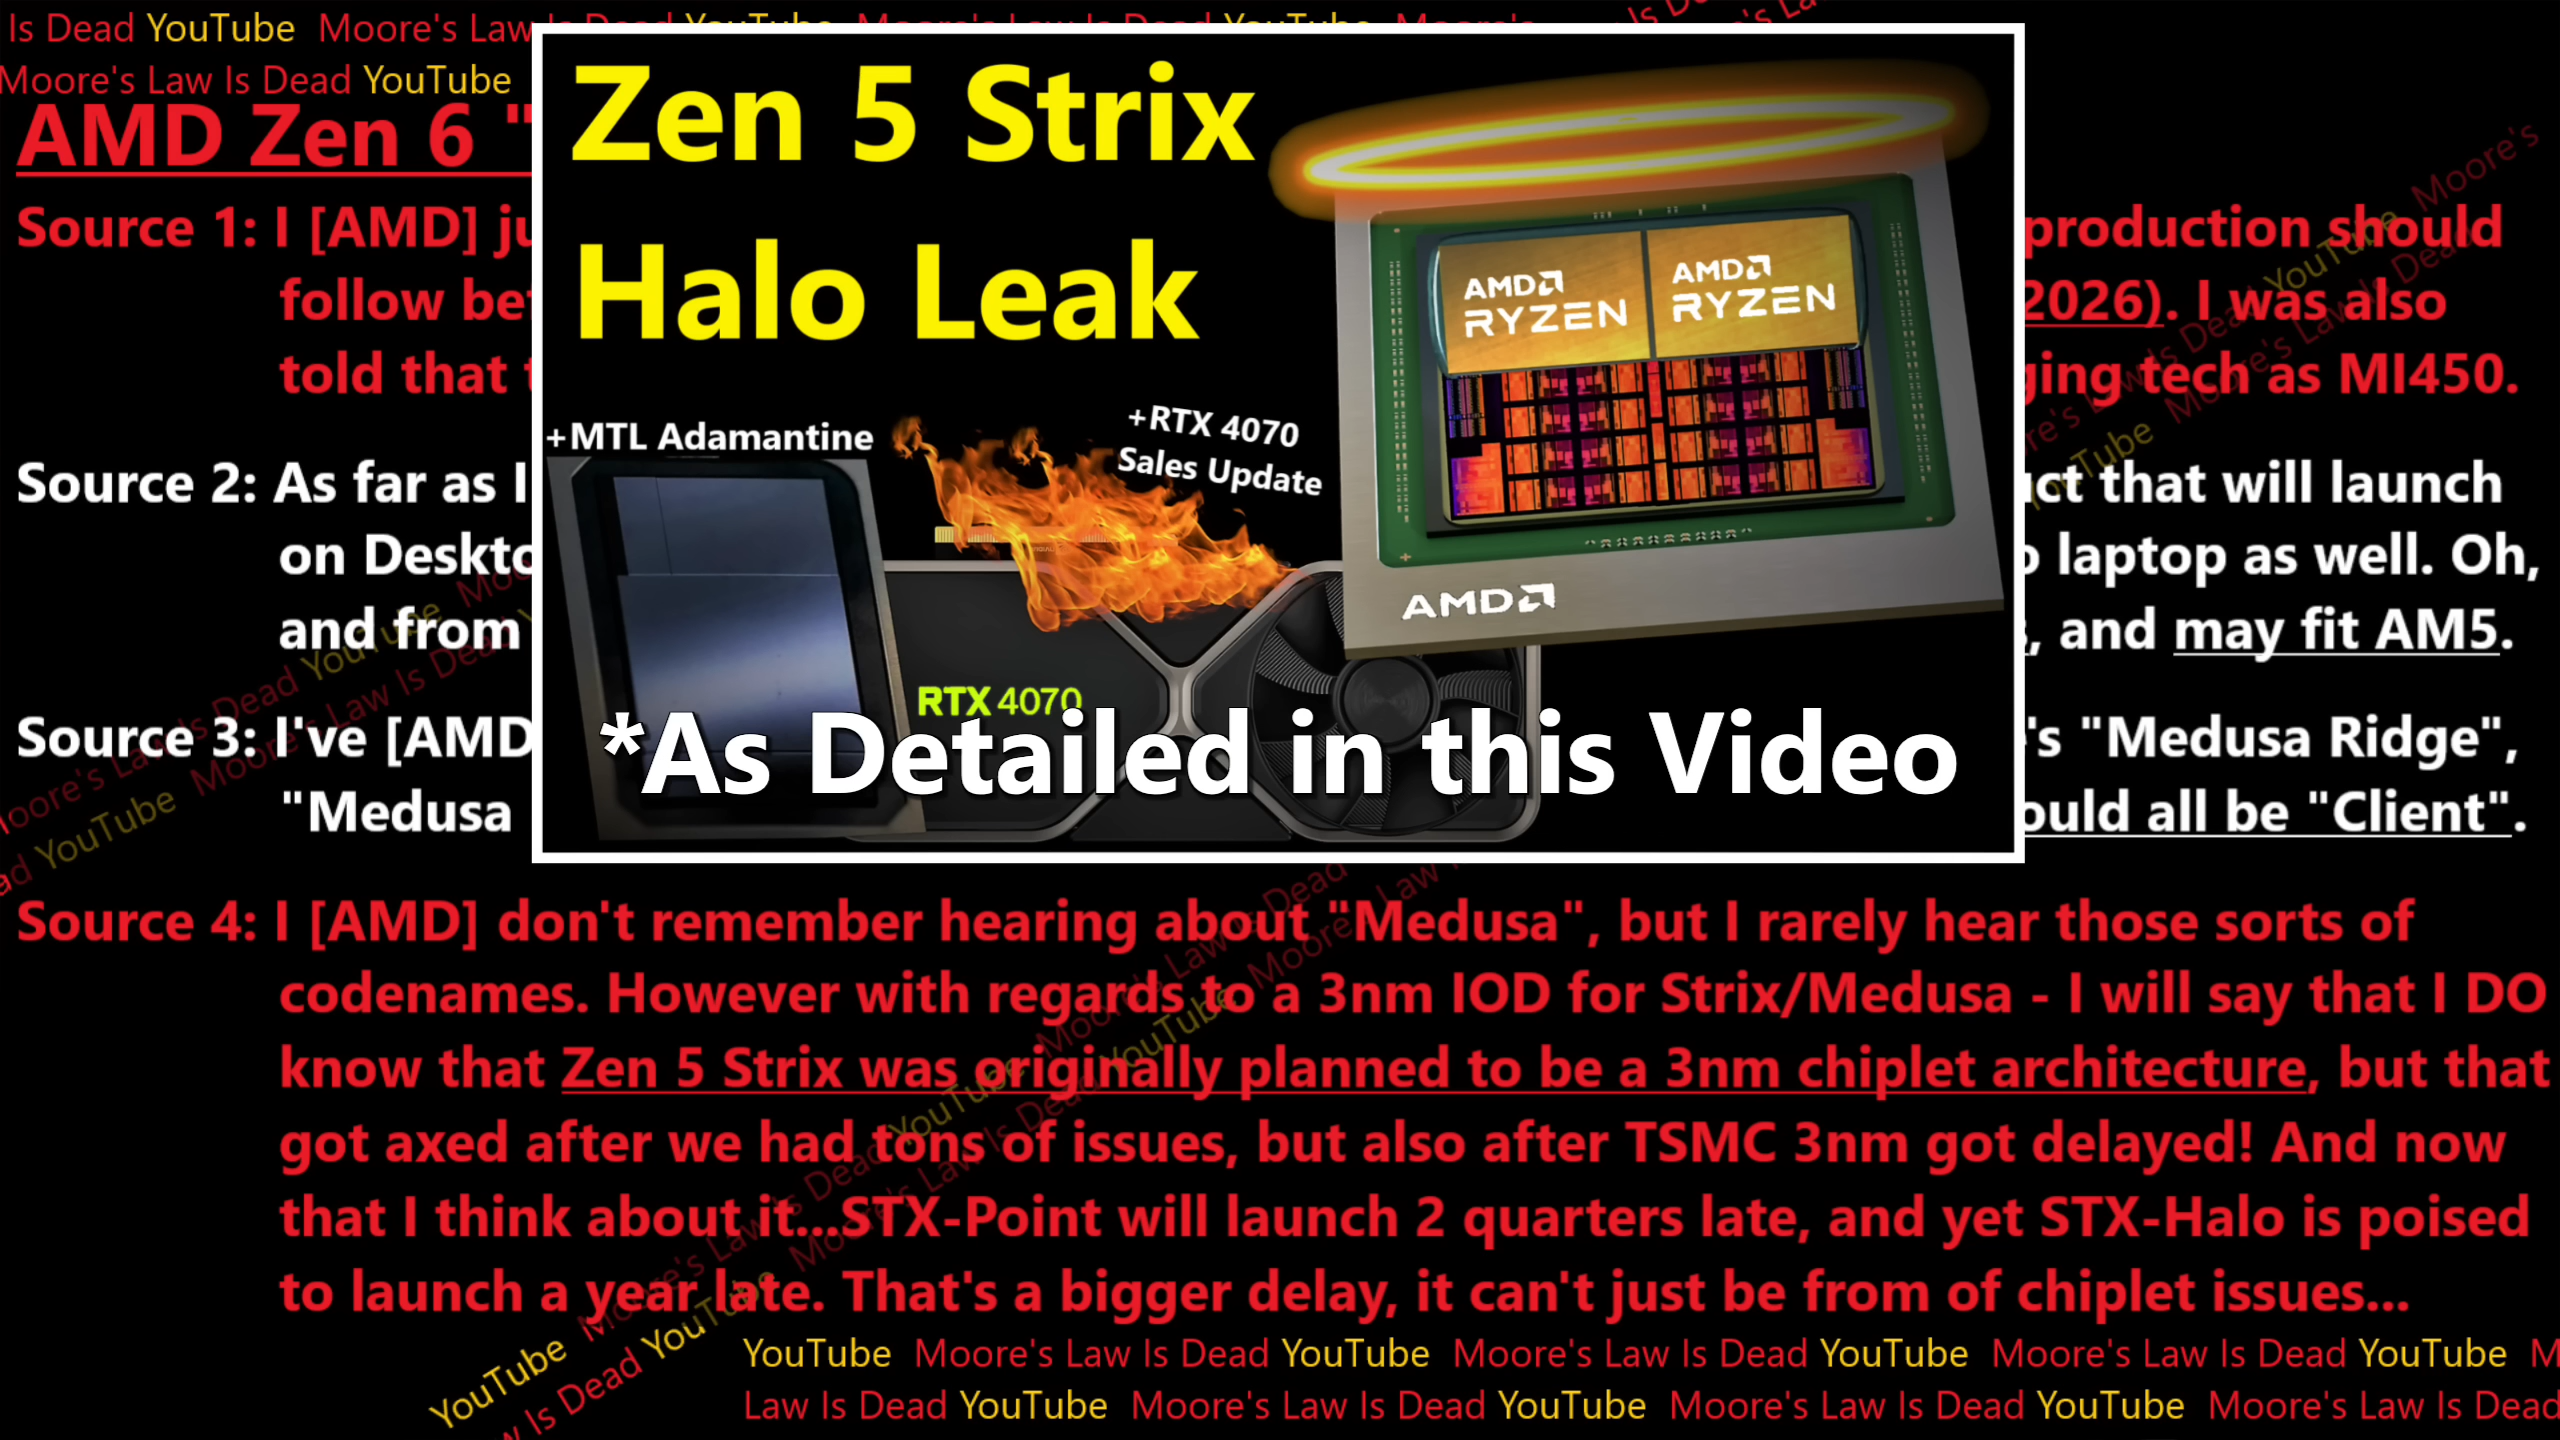 Is Dead YouTube Moore's Law Is Dead YouTube Moore's Law Is Dead YouTube Moore's
Moore's Law Is Dead YouTube
AMD Zen 6 "
Zen 5 Strix
Halo Leak
+MTL Adamantine
+RTX 4070
Sales Update
AMD
RYZEN
AMD
RYZEN
AMD
RTX 4070
*As Detailed in this Video
Source 1: I [AMD] ju production should
follow be 2026). I was also
told that ging tech as MI450.
Source 2: As far as I ct that will launch
on Deskto laptop as well. Oh,
and from , and may fit AM5.
Source 3: I've [AMD 's "Medusa Ridge",
"Medusa ould all be "Client".
Source 4: I [AMD] don't remember hearing about "Medusa", but I rarely hear those sorts of
codenames. However with regards to a 3nm IOD for Strix/Medusa - I will say that I DO
know that Zen 5 Strix was originally planned to be a 3nm chiplet architecture, but that
got axed after we had tons of issues, but also after TSMC 3nm got delayed! And now
that I think about it...STX-Point will launch 2 quarters late, and yet STX-Halo is poised
to launch a year late. That's a bigger delay, it can't just be from of chiplet issues...
YouTube Moore's Law Is Dead YouTube Moore's Law Is Dead YouTube Moore's Law Is Dead YouTube M
Law Is Dead YouTube Moore's Law Is Dead YouTube Moore's Law Is Dead YouTube Moore's Law Is Dead